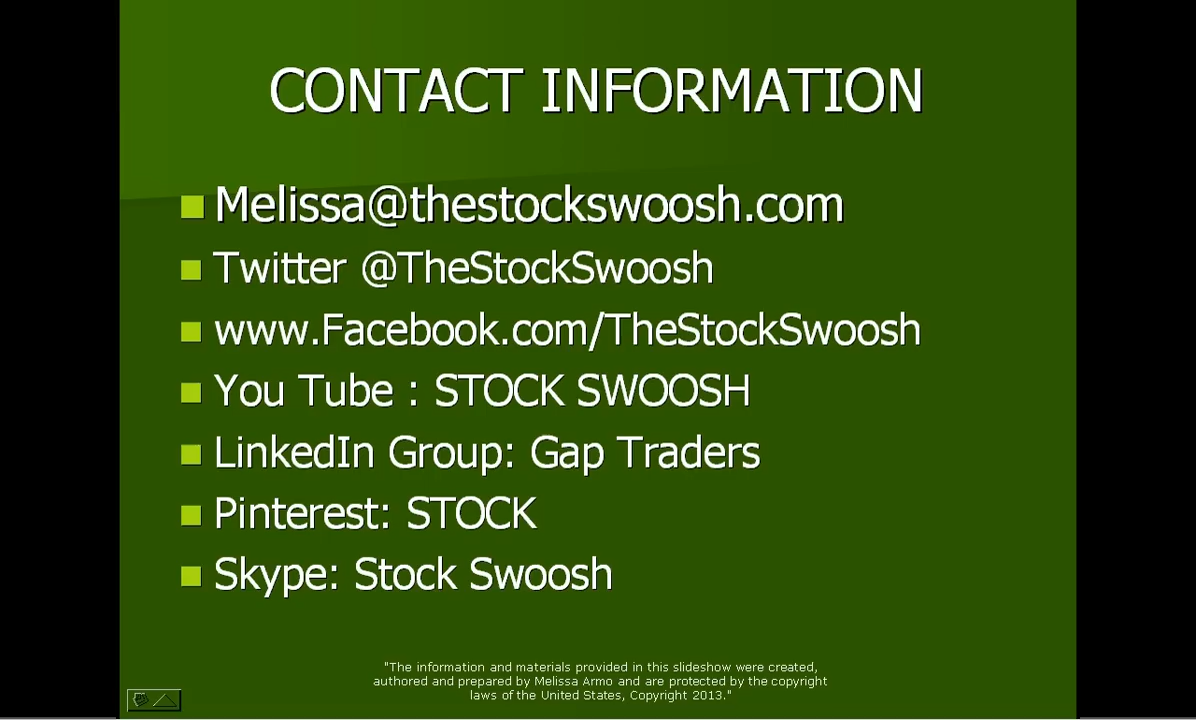 CONTACT INFORMATION
Melissa@thestockswoosh.com
Twitter @TheStockSwoosh
www.Facebook.com/TheStockSwoosh
You Tube : STOCK SWOOSH
LinkedIn Group: Gap Traders
Pinterest: STOCK
Skype: Stock Swoosh
"The information and materials provided in this slideshow were created,
authored and prepared by Melissa Armo and are protected by the copyright
laws of the United States, Copyright 2013."